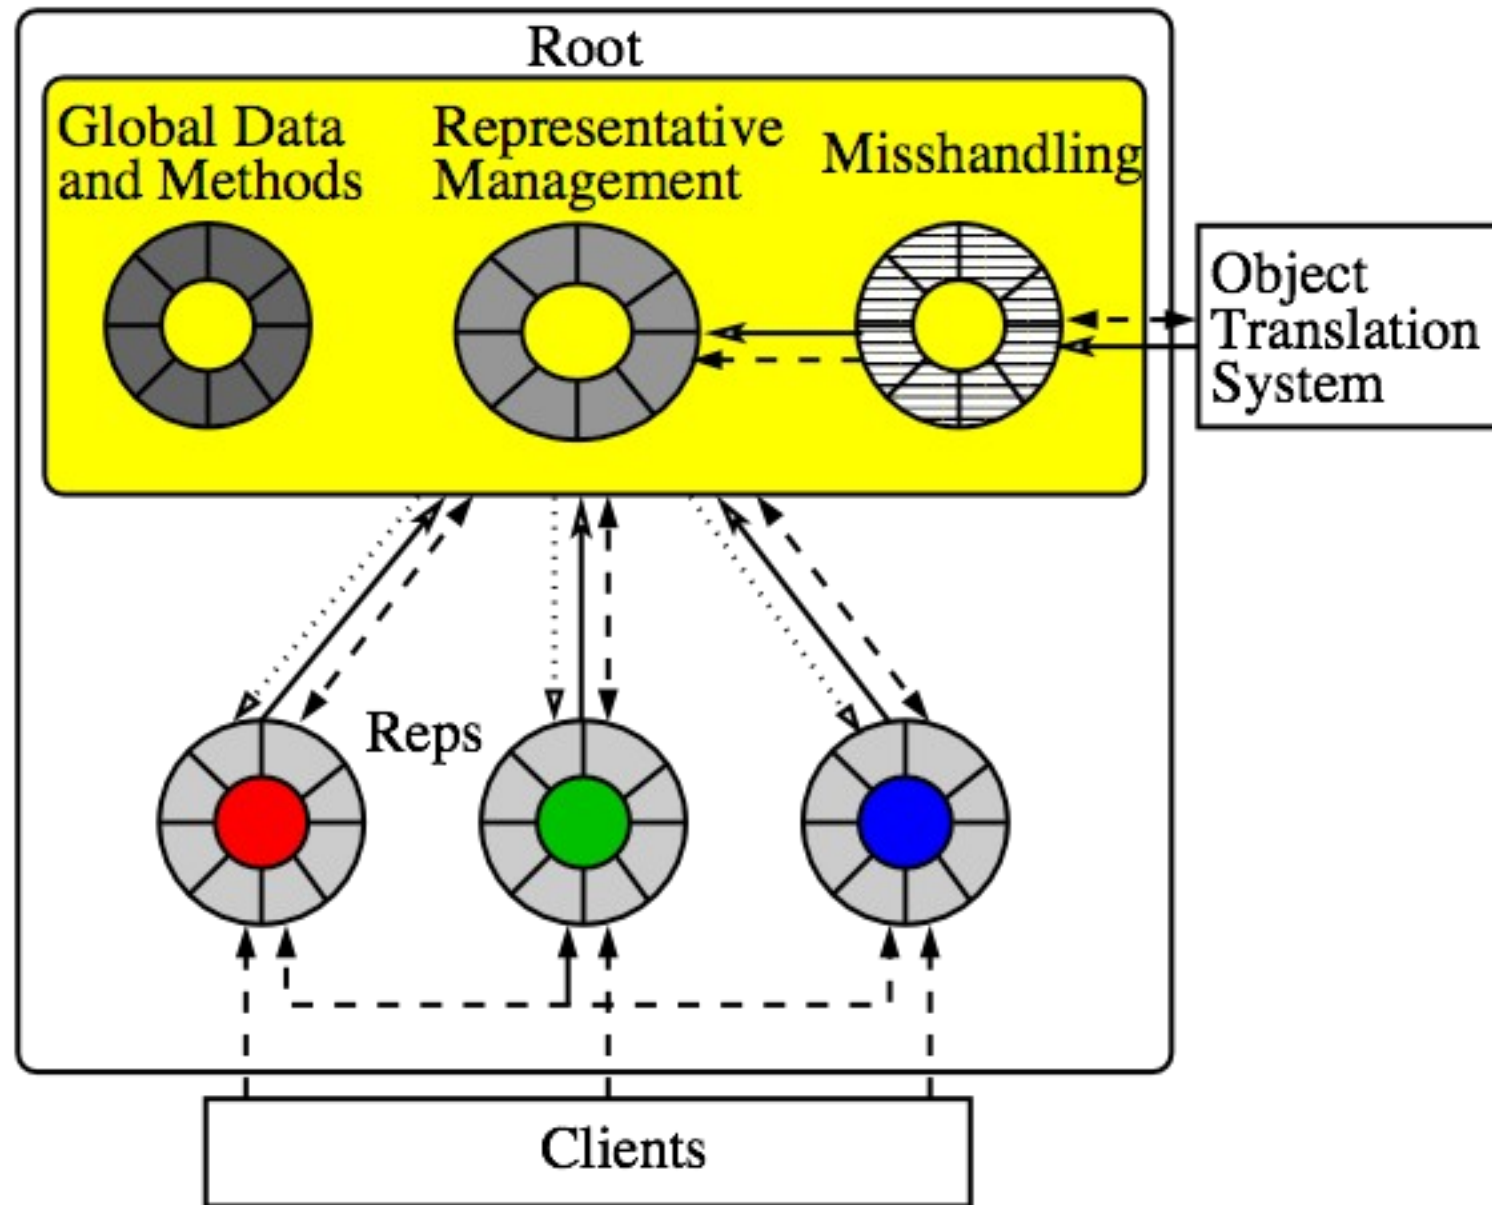 Root
Global Data
and Methods
Representative
Management
Misshandling
Object
Translation
System
Reps
Clients